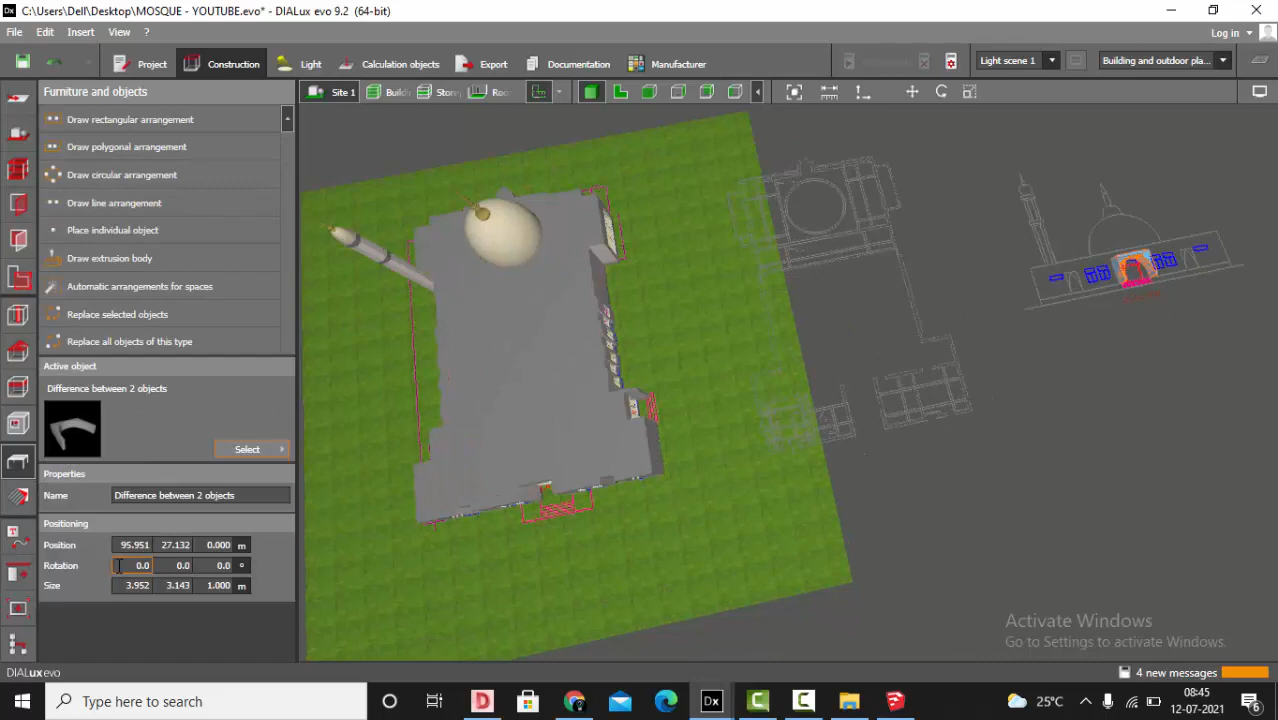 C:\Users\Dell\Desktop\MOSQUE - YOUTUBE.evo* - DIALux evo 9.2 (64-bit)
File Edit Insert View ? Log in
Project Construction Light Calculation objects Export Documentation Manufacturer Light scene 1 Building and outdoor pla...
Furniture and objects Site 1 Build Store Roo
Draw rectangular arrangement
Draw polygonal arrangement
Draw circular arrangement
Draw line arrangement
Place individual object
Draw extrusion body
Automatic arrangements for spaces
Replace selected objects
Replace all objects of this type
Active object
Difference between 2 objects
Select
Properties
Name Difference between 2 objects
Positioning
Position 95.951 27.132 0.000 m
Rotation 0.0 0.0 0.0 °
Size 3.952 3.143 1.000 m
Activate Windows
Go to Settings to activate Windows.
DIALux evo 4 new messages
Type here to search 25°C 08:45
12-07-2021 6